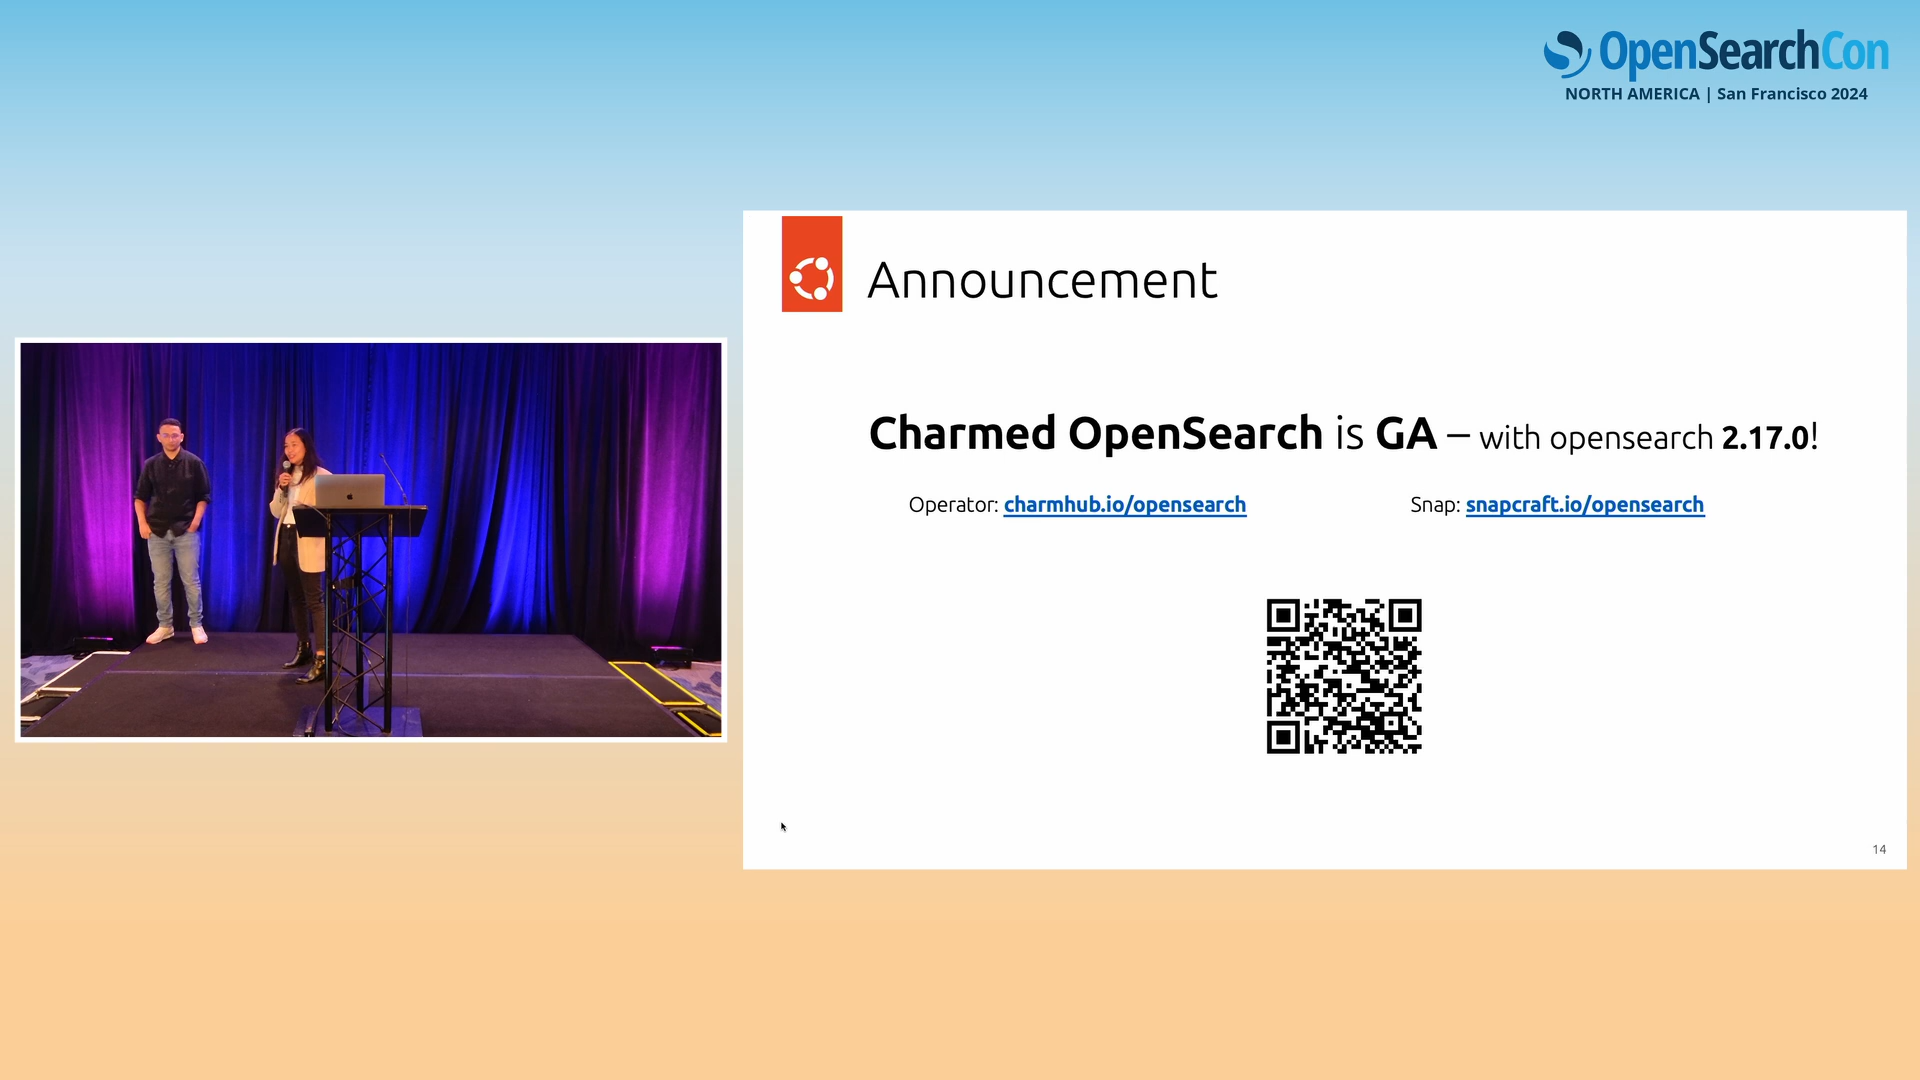 OpenSearchCon
NORTH AMERICA | San Francisco 2024
Announcement
Charmed OpenSearch is GA – with opensearch 2.17.0!
Operator: charmhub.io/opensearch
Snap: snapcraft.io/opensearch
14